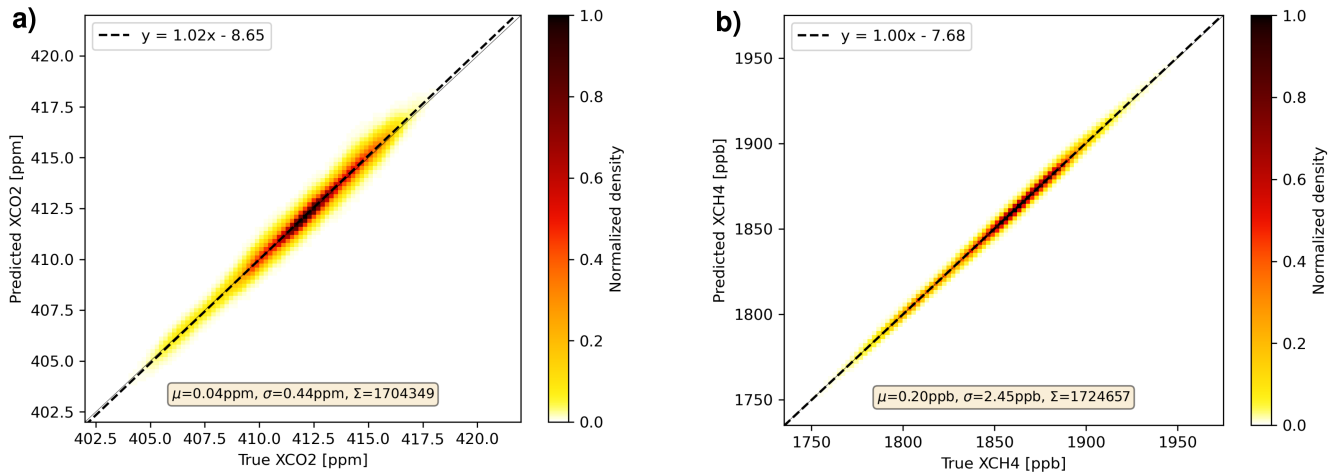 a)
y = 1.02x - 8.65
420.0
417.5
415.0
412.5
410.0
407.5
405.0
402.5
Predicted XCO2 [ppm]
μ=0.04ppm, σ=0.44ppm, Σ=1704349
402.5 405.0 407.5 410.0 412.5 415.0 417.5 420.0
True XCO2 [ppm]
1.0
0.8
0.6
0.4
0.2
0.0
Normalized density
b)
y = 1.00x - 7.68
1950
1900
1850
1800
1750
Predicted XCH4 [ppb]
μ=0.20ppb, σ=2.45ppb, Σ=1724657
1750 1800 1850 1900 1950
True XCH4 [ppb]
1.0
0.8
0.6
0.4
0.2
0.0
Normalized density